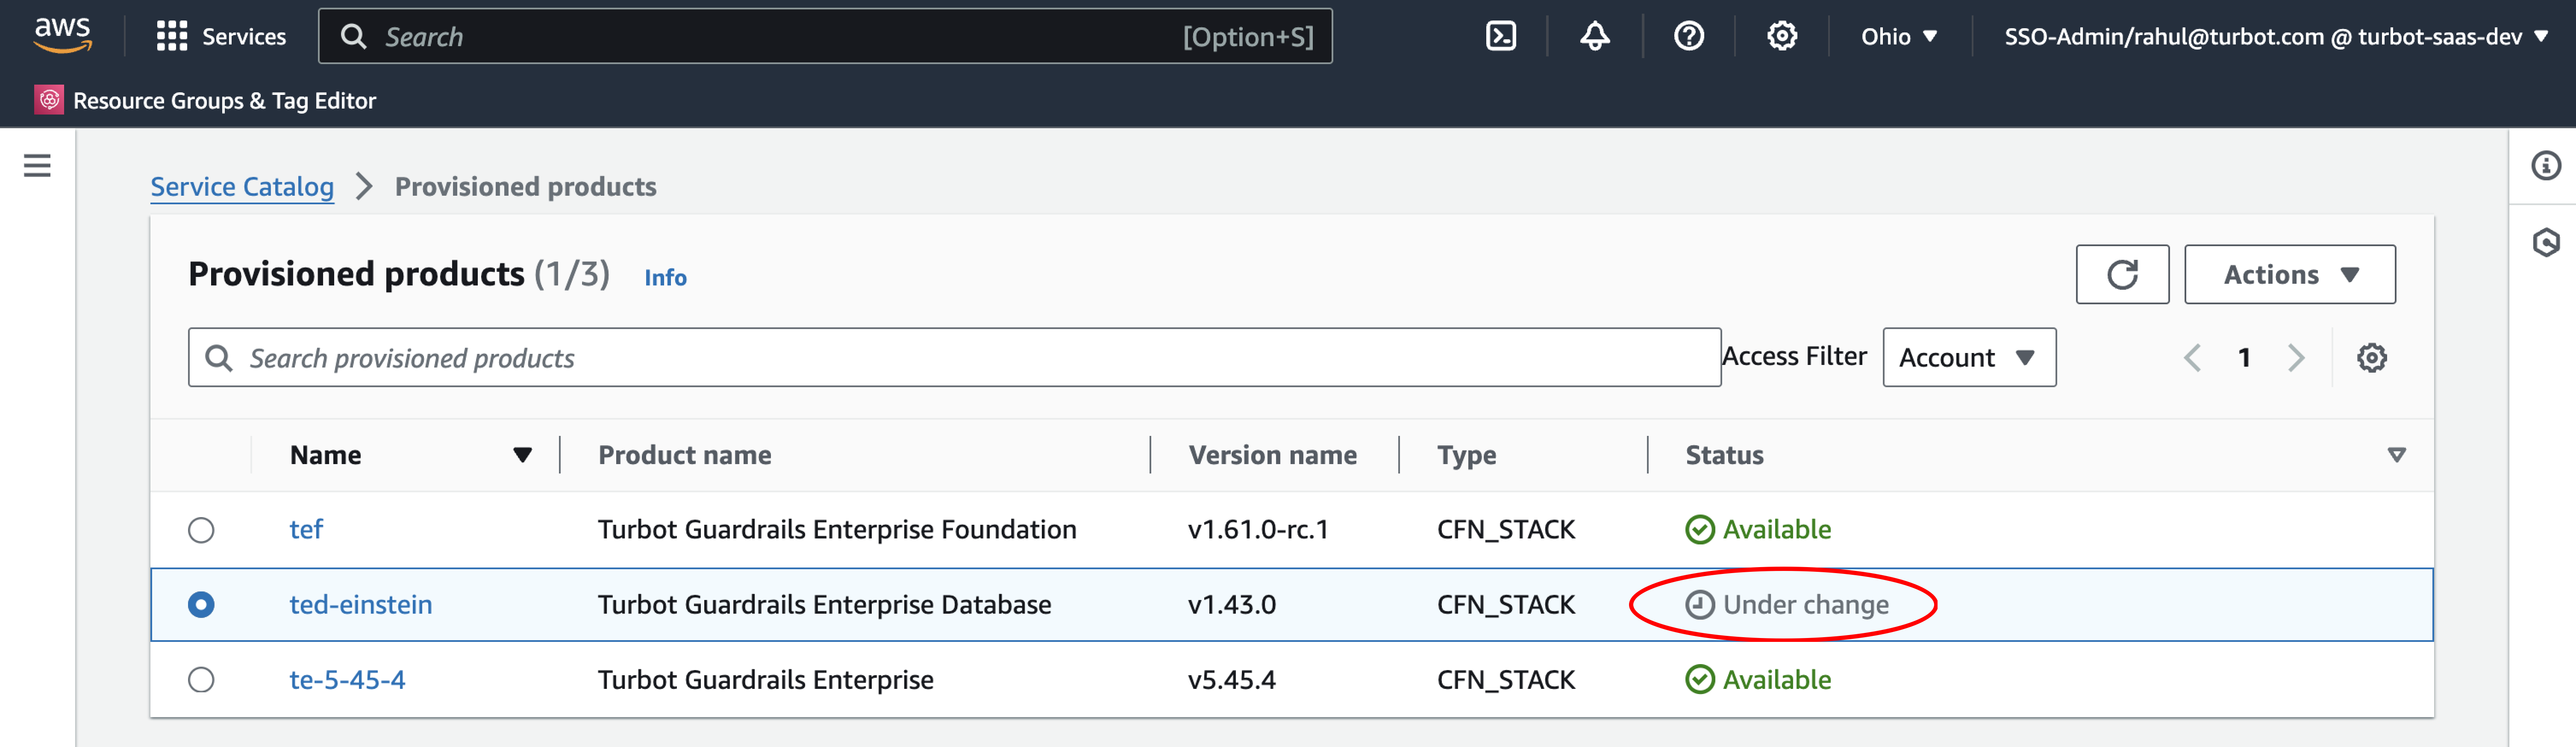 aws Services Search [Option+S] Ohio SSO-Admin/rahul@turbot.com @ turbot-saas-dev
Resource Groups & Tag Editor
Service Catalog Provisioned products
Provisioned products (1/3) Info Actions
Search provisioned products Access Filter Account 1
Name Product name Version name Type Status
tef Turbot Guardrails Enterprise Foundation v1.61.0-rc.1 CFN_STACK Available
ted-einstein Turbot Guardrails Enterprise Database v1.43.0 CFN_STACK Under change
te-5-45-4 Turbot Guardrails Enterprise v5.45.4 CFN_STACK Available